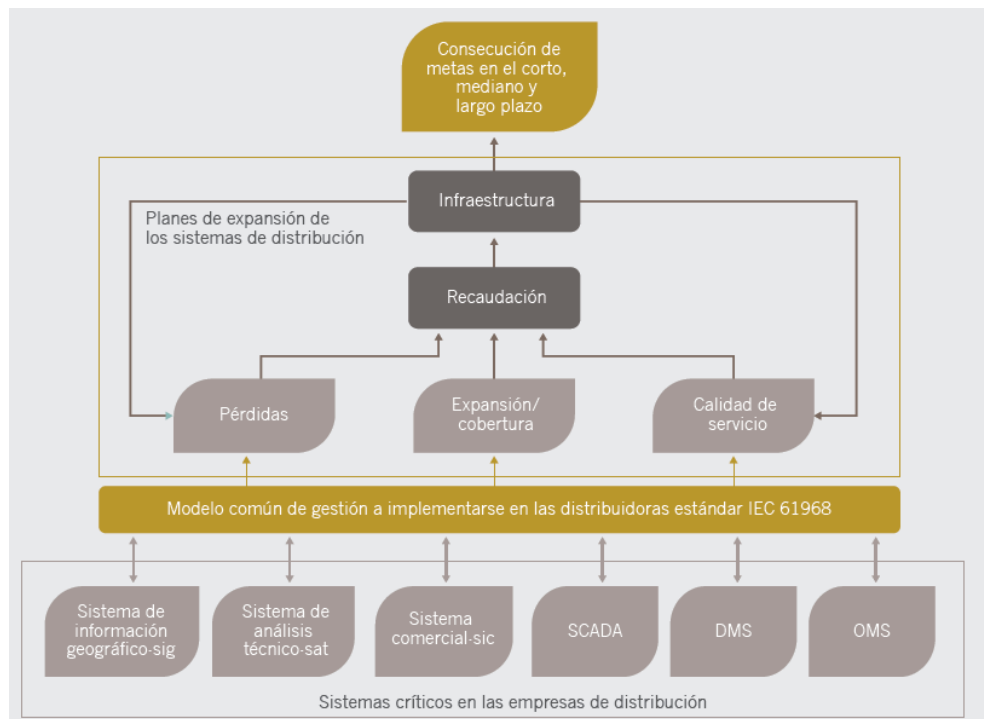 Consecución de
metas en el corto,
mediano y
largo plazo
Infraestructura
Planes de expansión de
los sistemas de distribución
Recaudación
Pérdidas
Expansión/
cobertura
Calidad de
servicio
Modelo común de gestión a implementarse en las distribuidoras estándar IEC 61968
Sistema de
información
geográfico-sig
Sistema de
análisis
técnico-sat
Sistema
comercial-sic
SCADA
DMS
OMS
Sistemas críticos en las empresas de distribución